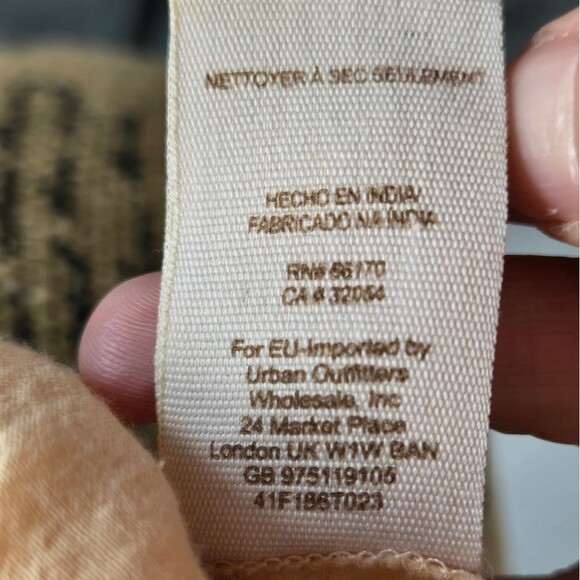 NETTOYER À SEC SEULEMENT
HECHO EN INDIA/
FABRICADO NA INDIA
RN# 66170
CA # 32054
For EU-Imported by
Urban Outfitters
Wholesale, Inc
24 Market Place
London UK W1W 8AN
GB 975119105
41F186T023